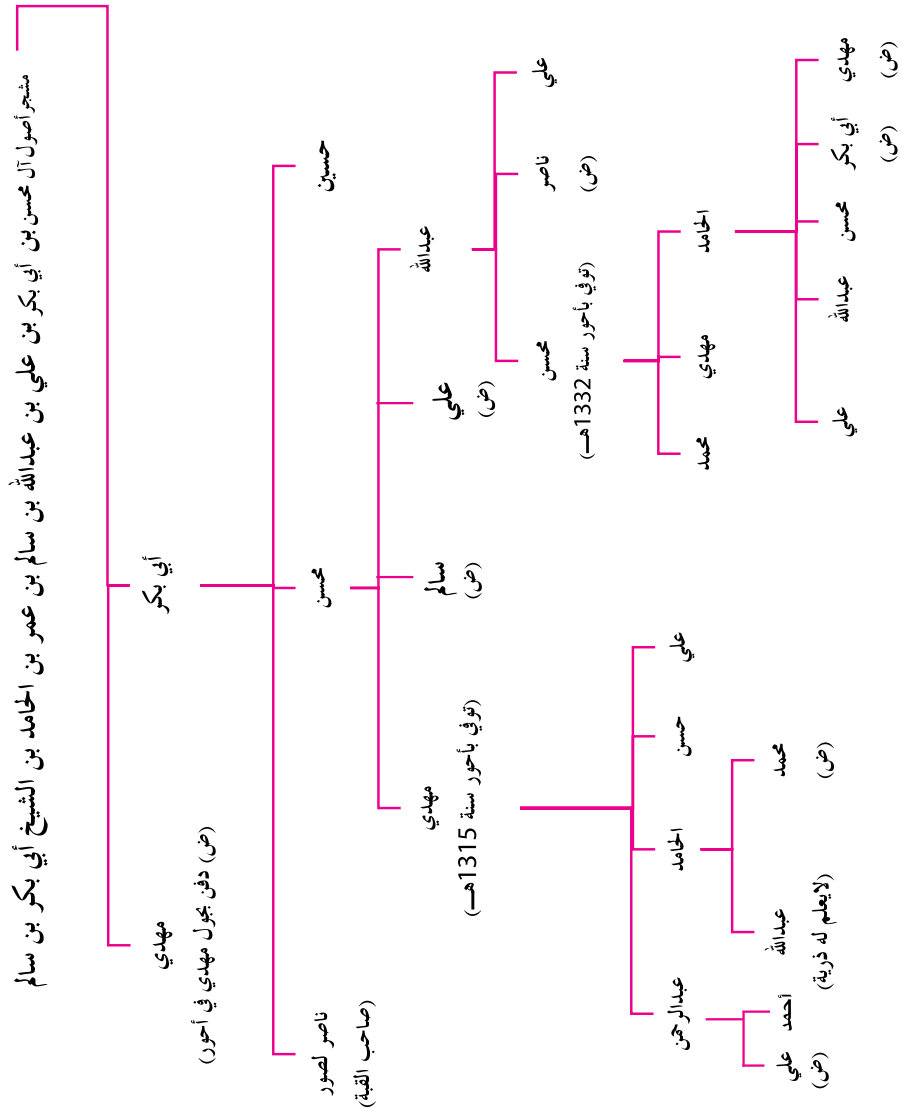 مشجر أصول آل محسن بن أبي بكر بن علي بن عبدالله بن سالم بن عمر بن الحامد بن الشيخ أبي بكر بن سالم
أبي بكر
مهدي
(ض) دفن بجول مهدي في أحور)
حسين
محسن
ناصر لصور
(صاحب القبة)
عبدالله
علي
(ض)
سالم
(ض)
مهدي
(توفي بأحور سنة 1315هـ)
علي
ناصر
(ض)
محسن
(توفي بأحور سنة 1332هـ)
الحامد
مهدي
محمد
مهدي
(ض)
أبي بكر
(ض)
محسن
عبدالله
علي
علي
حسن
الحامد
عبدالرحمن
محمد
(ض)
عبدالله
(لايعلم له ذرية)
أحمد
علي
(ض)